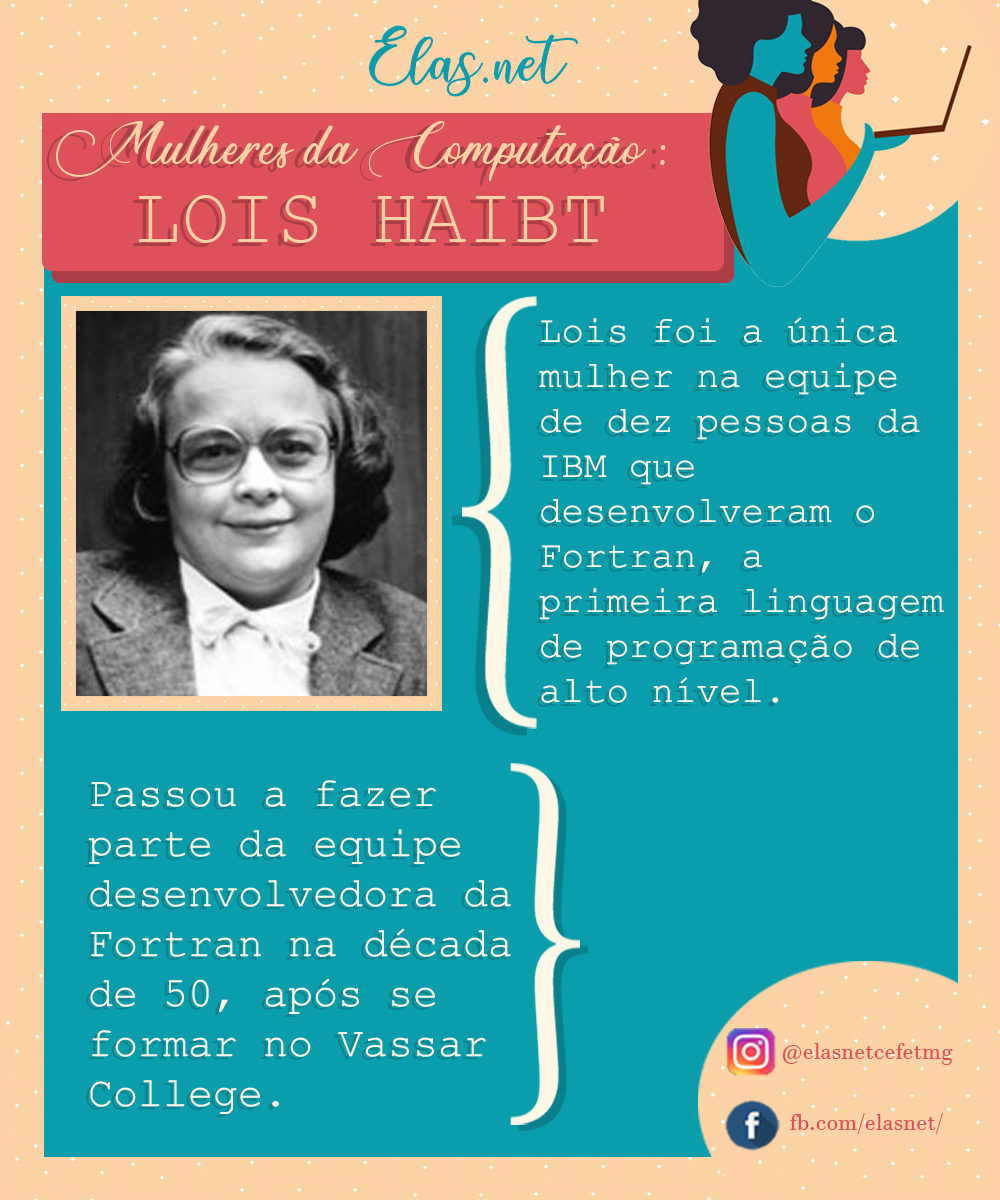 Elas.net
Mulheres da Computação:
LOIS HAIBT
Lois foi a única
mulher na equipe
de dez pessoas da
IBM que
desenvolveram o
Fortran, a
primeira linguagem
de programação de
alto nível.
Passou a fazer
parte da equipe
desenvolvedora da
Fortran na década
de 50, após se
formar no Vassar
College.
@elasnetcefetmg
fb.com/elasnet/